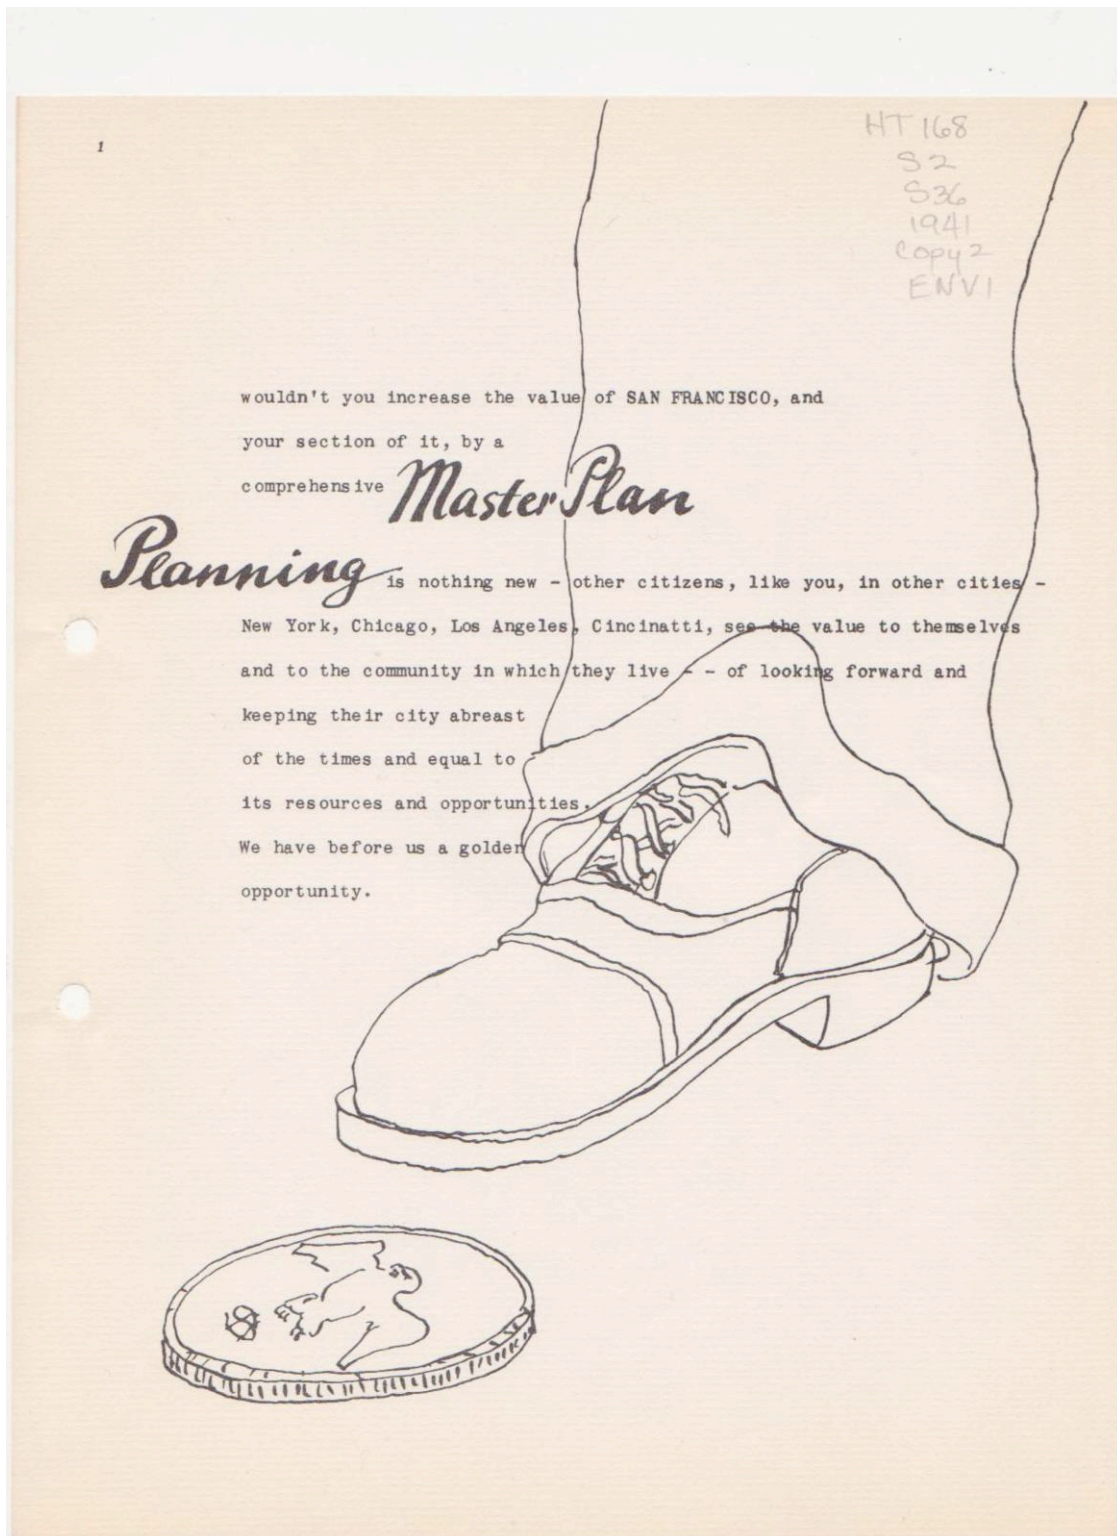 1
HT 168
S2
S36
1941
copy 2
ENVI
wouldn't you increase the value of SAN FRANCISCO, and
your section of it, by a
comprehensive Master Plan
Planning is nothing new - other citizens, like you, in other cities -
New York, Chicago, Los Angeles, Cincinatti, see the value to themselves
and to the community in which they live - - of looking forward and
keeping their city abreast
of the times and equal to
its resources and opportunities.
We have before us a golden
opportunity.